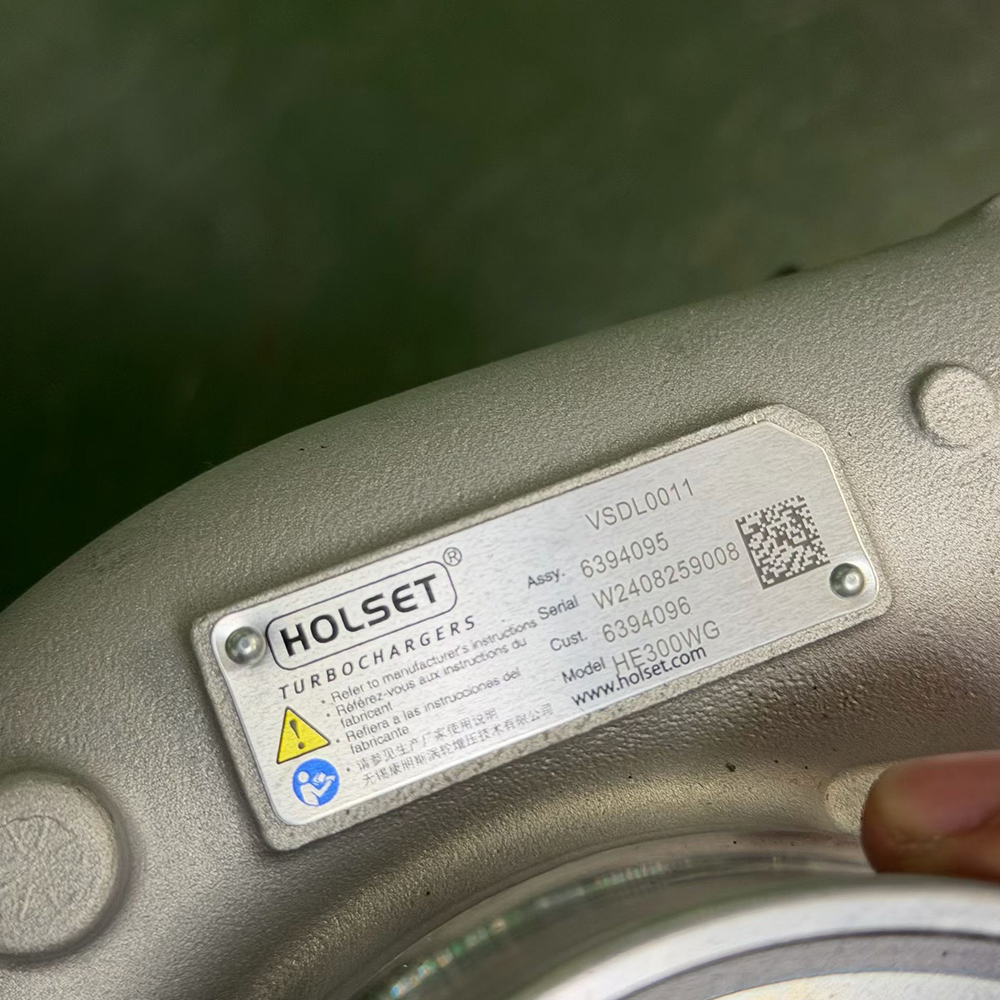 HOLSET®
TURBOCHARGERS
• Refer to manufacturer's instructions
• Référez-vous aux instructions du
fabricant
• Refiera a las instrucciones del
fabricante
• 请参见生产厂家使用说明
无锡康明斯涡轮增压技术有限公司
VSDL0011
Assy. 6394095
Serial W2408259008
Cust. 6394096
Model HE300WG
www.holset.com